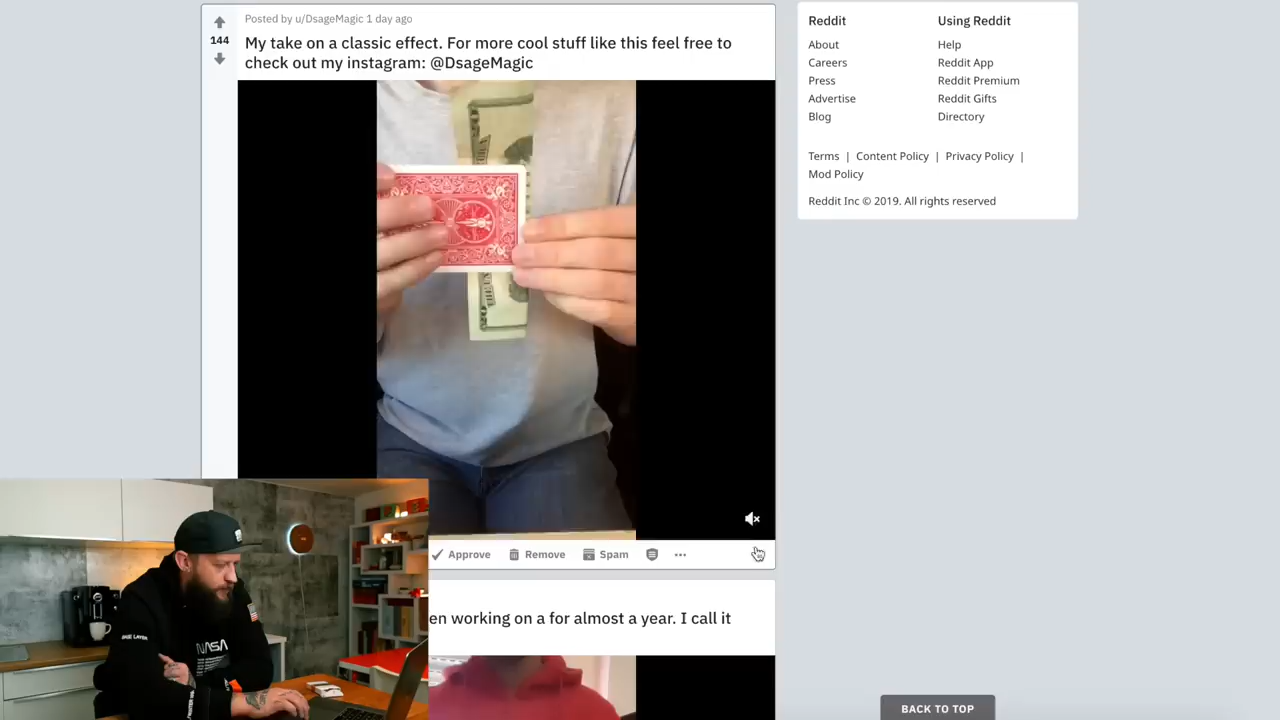 Posted by u/DsageMagic 1 day ago
144
My take on a classic effect. For more cool stuff like this feel free to
check out my instagram: @DsageMagic
Approve Remove Spam
en working on a for almost a year. I call it
Reddit
About
Careers
Press
Advertise
Blog
Using Reddit
Help
Reddit App
Reddit Premium
Reddit Gifts
Directory
Terms | Content Policy | Privacy Policy |
Mod Policy
Reddit Inc © 2019. All rights reserved
BACK TO TOP
NASA